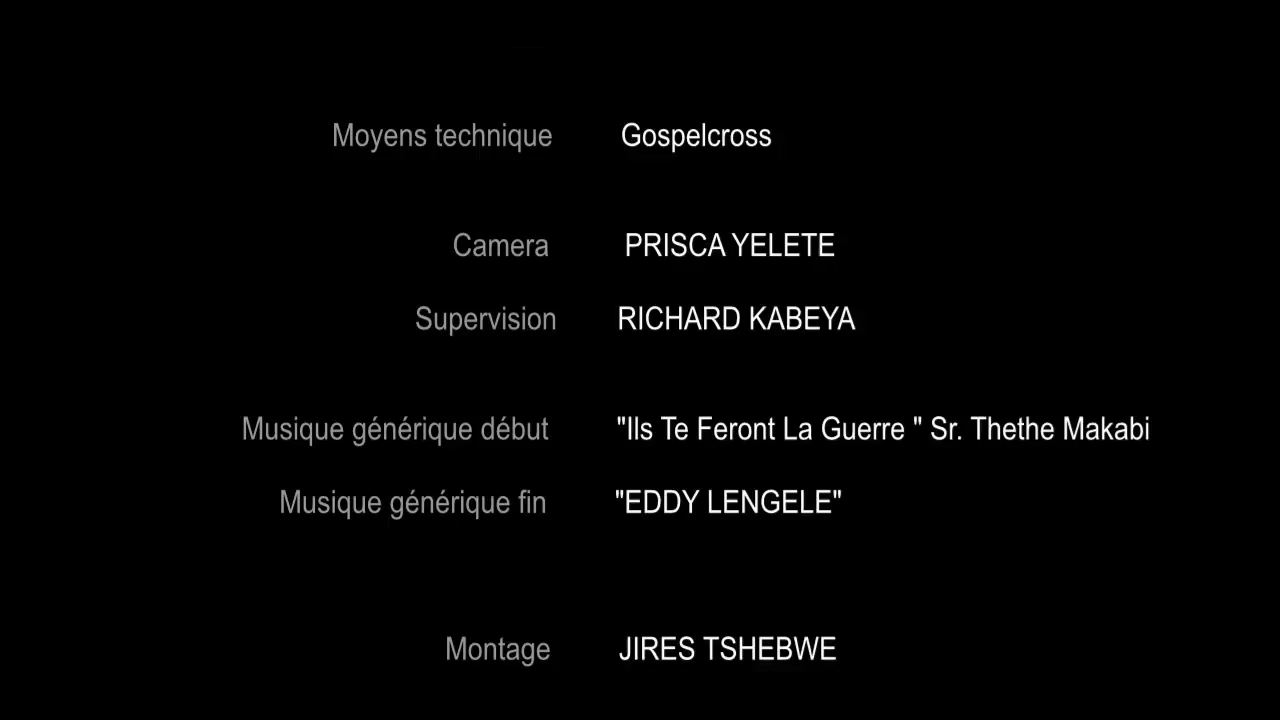 Moyens technique Gospelcross
Camera PRISCA YELETE
Supervision RICHARD KABEYA
Musique générique début "Ils Te Feront La Guerre " Sr. Thethe Makabi
Musique générique fin "EDDY LENGELE"
Montage JIRES TSHEBWE